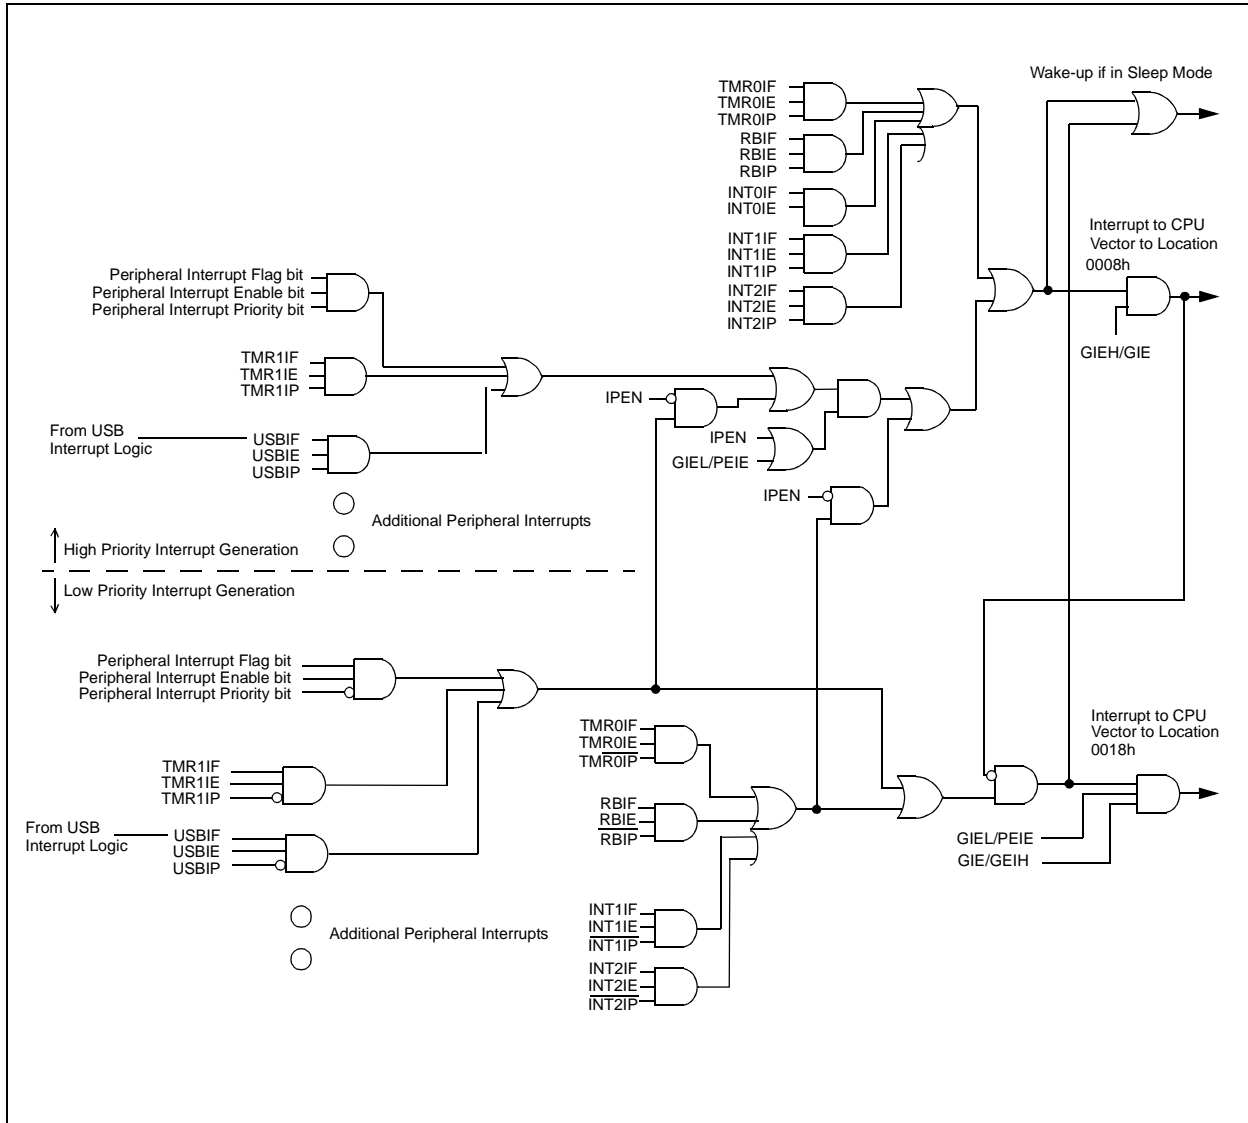 Wake-up if in Sleep Mode
TMR0IF
TMR0IE
TMR0IP
RBIF
RBIE
RBIP
INT0IF
INT0IE
INT1IF
INT1IE
INT1IP
INT2IF
INT2IE
INT2IP
Interrupt to CPU
Vector to Location
0008h
GIEH/GIE
Peripheral Interrupt Flag bit
Peripheral Interrupt Enable bit
Peripheral Interrupt Priority bit
TMR1IF
TMR1IE
TMR1IP
From USB
Interrupt Logic
USBIF
USBIE
USBIP
IPEN
IPEN
GIEL/PEIE
IPEN
Additional Peripheral Interrupts
High Priority Interrupt Generation
Low Priority Interrupt Generation
Peripheral Interrupt Flag bit
Peripheral Interrupt Enable bit
Peripheral Interrupt Priority bit
TMR1IF
TMR1IE
TMR1IP
From USB
Interrupt Logic
USBIF
USBIE
USBIP
Additional Peripheral Interrupts
TMR0IF
TMR0IE
TMR0IP
RBIF
RBIE
RBIP
INT1IF
INT1IE
INT1IP
INT2IF
INT2IE
INT2IP
Interrupt to CPU
Vector to Location
0018h
GIEL/PEIE
GIE/GEIH